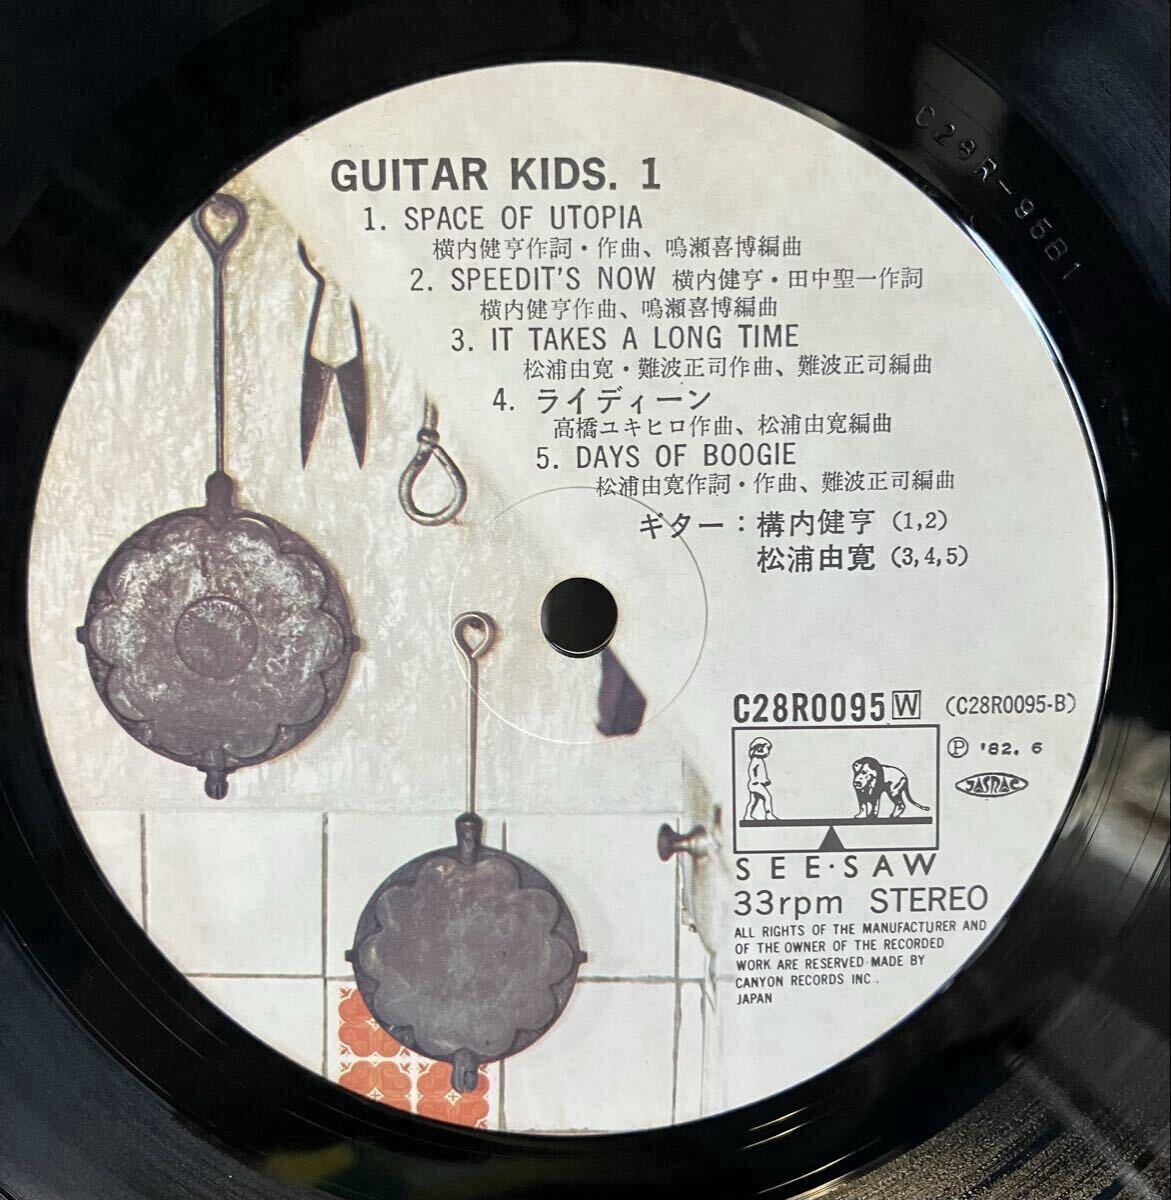 GUITAR KIDS. 1
1. SPACE OF UTOPIA
横内健亨作詞・作曲、鳴瀬喜博編曲
2. SPEEDIT'S NOW 横内健亨・田中聖一作詞
横内健亨作曲、鳴瀬喜博編曲
3. IT TAKES A LONG TIME
松浦由寛・難波正司作曲、難波正司編曲
4. ライディーン
高橋ユキヒロ作曲、松浦由寛編曲
5. DAYS OF BOOGIE
松浦由寛作詞・作曲、難波正司編曲
ギター：構内健亨 (1,2)
松浦由寛 (3,4,5)
C28R0095 W (C28R0095-B)
Ⓟ '82. 6
JASRAC
SEE・SAW
33rpm STEREO
ALL RIGHTS OF THE MANUFACTURER AND
OF THE OWNER OF THE RECORDED
WORK ARE RESERVED·MADE BY
CANYON RECORDS INC.,
JAPAN
C28R-95B1